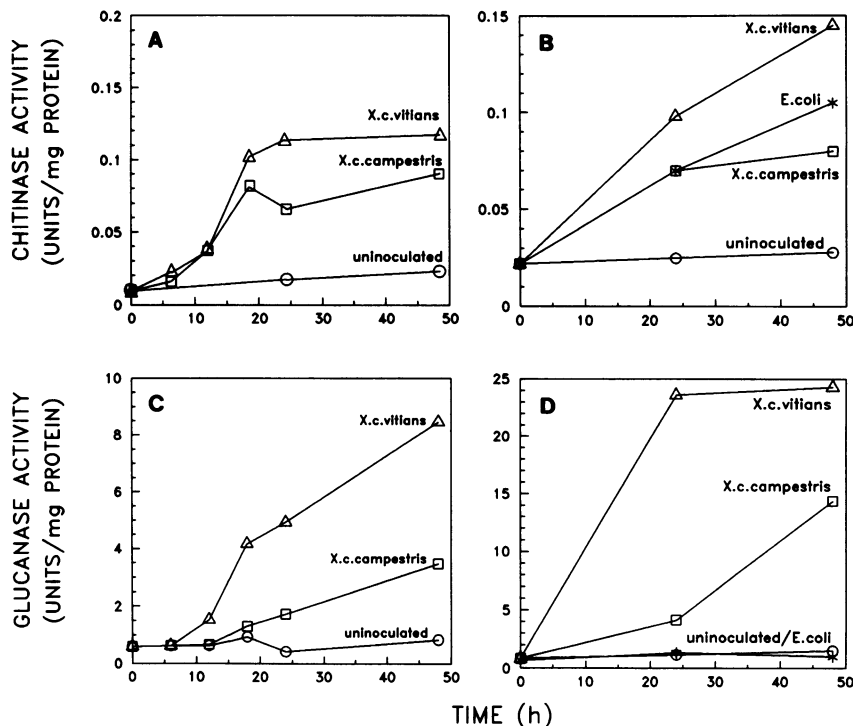 CHITINASE ACTIVITY
(UNITS/mg PROTEIN)
A
0.2
0.15
0.1
0.05
0
X.c.vitians
X.c.campestris
uninoculated
0 10 20 30 40 50
B
0.15
0.1
0.05
0
X.c.vitians
E.coli
X.c.campestris
uninoculated
0 10 20 30 40 50
GLUCANASE ACTIVITY
(UNITS/mg PROTEIN)
C
10
8
6
4
2
0
X.c.vitians
X.c.campestris
uninoculated
0 10 20 30 40 50
D
25
20
15
10
5
0
X.c.vitians
X.c.campestris
uninoculated/E.coli
0 10 20 30 40 50
TIME (h)